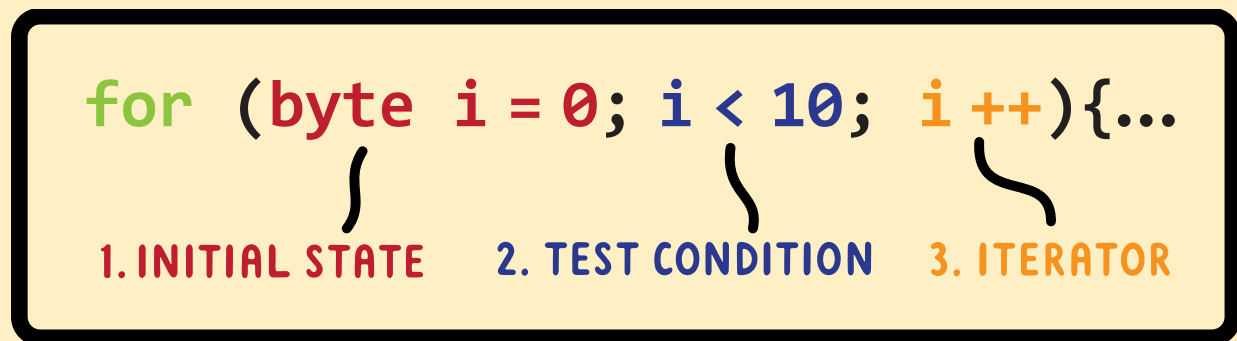 for (byte i = 0; i < 10; i ++){...
1. INITIAL STATE 2. TEST CONDITION 3. ITERATOR